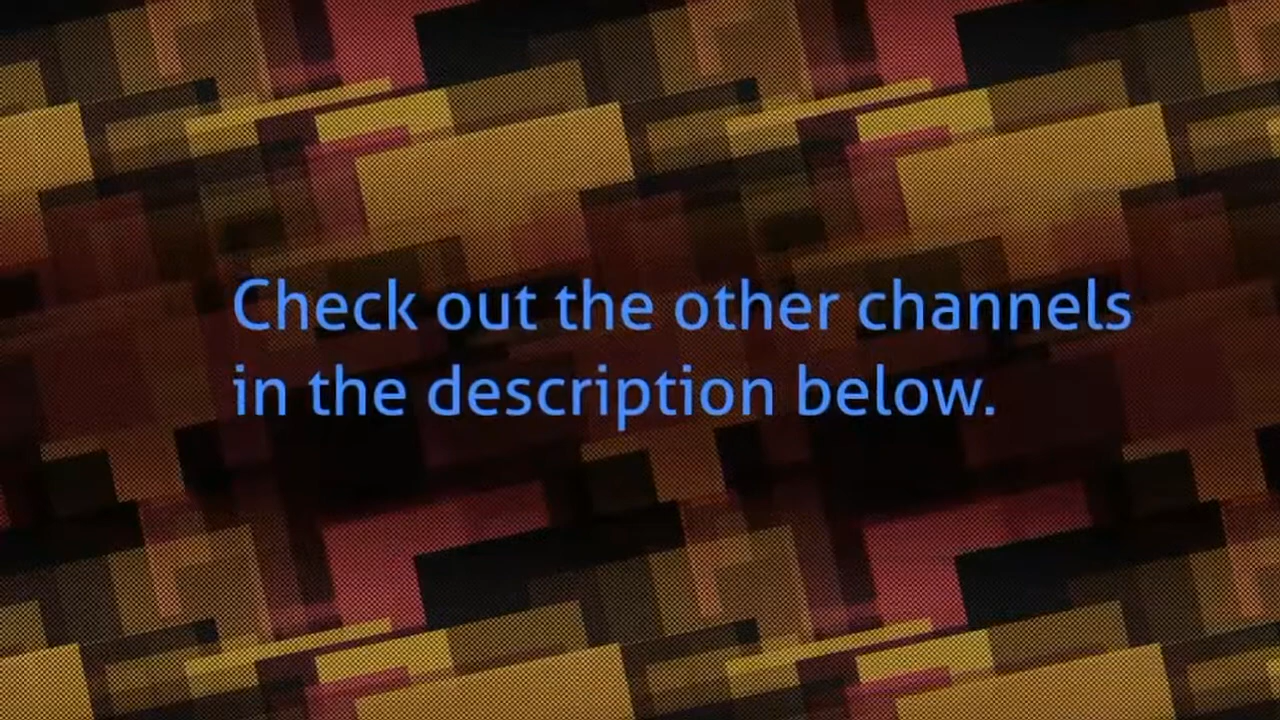 Check out the other channels
in the description below.